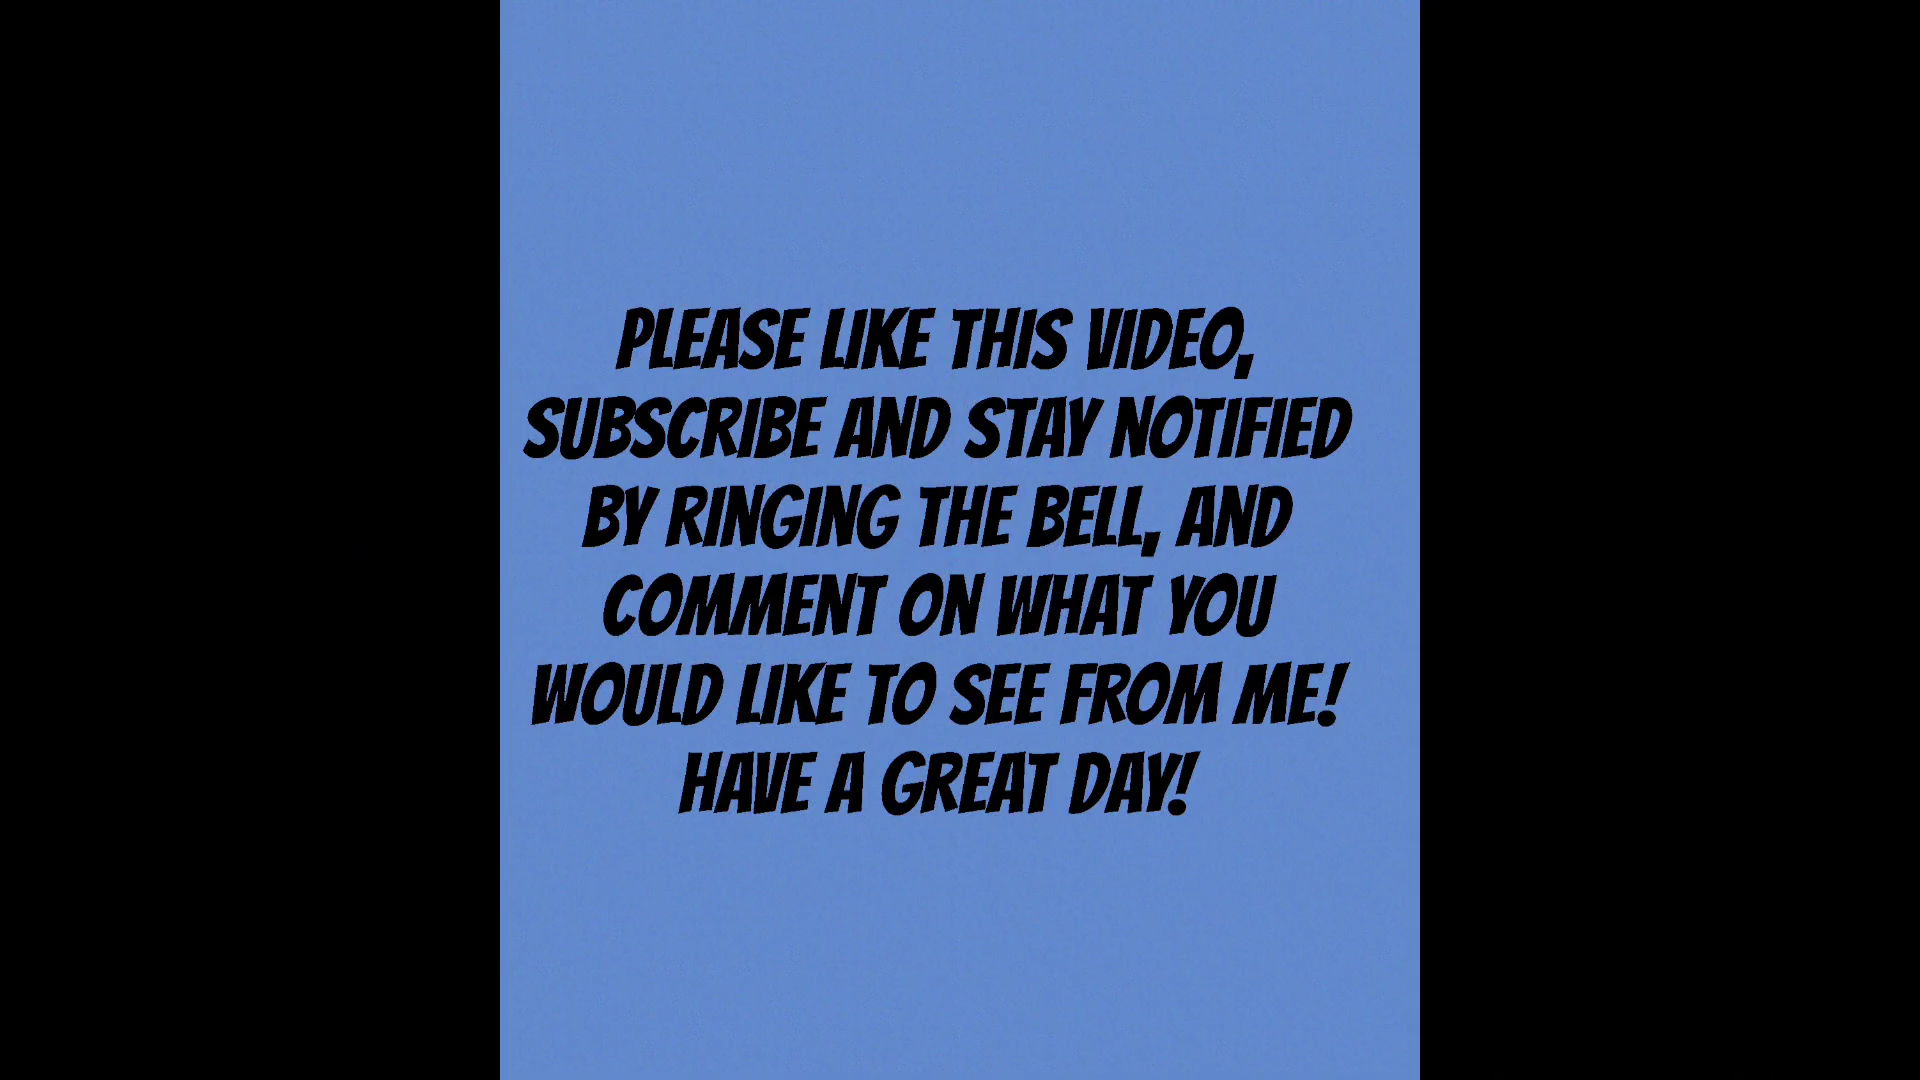 PLEASE LIKE THIS VIDEO,
SUBSCRIBE AND STAY NOTIFIED
BY RINGING THE BELL, AND
COMMENT ON WHAT YOU
WOULD LIKE TO SEE FROM ME!
HAVE A GREAT DAY!